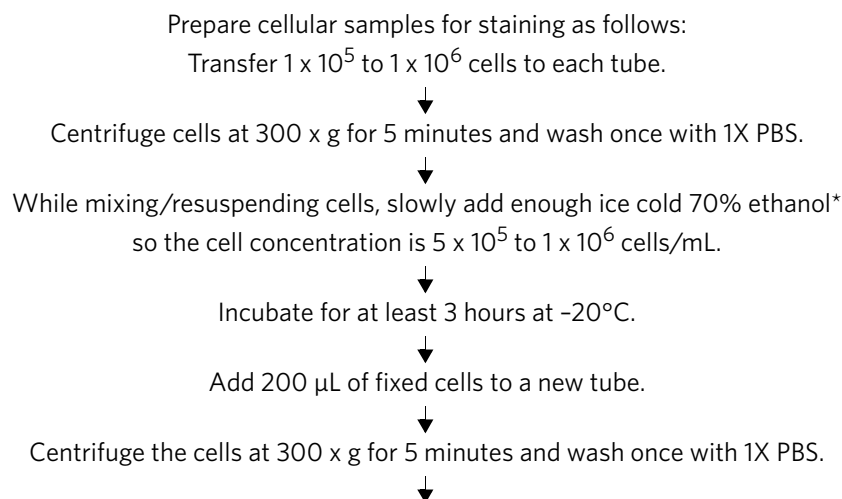 Prepare cellular samples for staining as follows:
Transfer 1 x 10⁵ to 1 x 10⁶ cells to each tube.
Centrifuge cells at 300 x g for 5 minutes and wash once with 1X PBS.
While mixing/resuspending cells, slowly add enough ice cold 70% ethanol*
so the cell concentration is 5 x 10⁵ to 1 x 10⁶ cells/mL.
Incubate for at least 3 hours at –20°C.
Add 200 µL of fixed cells to a new tube.
Centrifuge the cells at 300 x g for 5 minutes and wash once with 1X PBS.